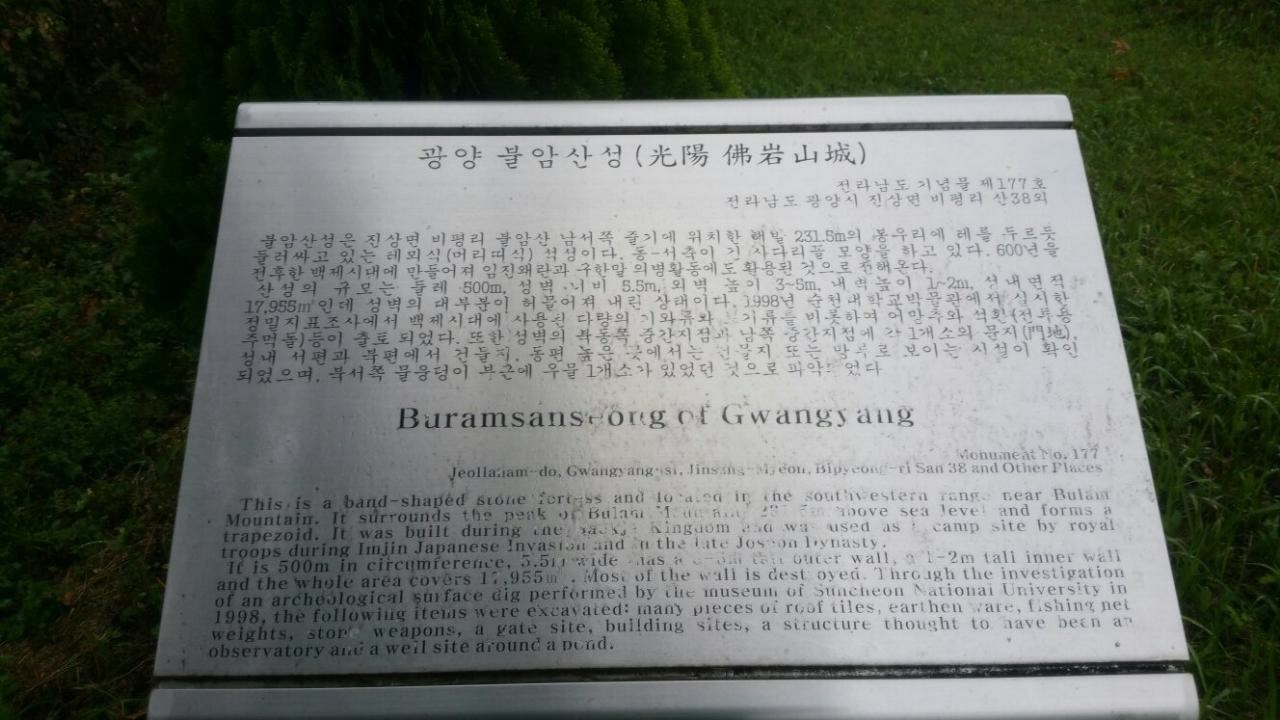 광양 불암산성(光陽 佛岩山城)
전라남도 기념물 제177호
전라남도 광양시 진상면 비평리 산38외
불암산성은 진상면 비평리 불암산 남서쪽 줄기에 위치한 해발 231.5m의 봉우리에 테를 두르듯
둘러싸고 있는 테뫼식(머리띠식) 석성이다. 동-서축이 긴 사다리꼴 모양을 하고 있다. 600년을
전후한 백제시대에 만들어져 임진왜란과 구한말 의병활동에도 활용된 것으로 전해온다.
산성의 규모는 둘레 500m, 성벽 너비 5.5m, 외벽 높이 3~5m, 내벽높이 1~2m, 성내면적
17,955㎡인데 성벽의 대부분이 허물어져 내린 상태이다. 1998년 순천대학교박물관에서 실시한
정밀지표조사에서 백제시대에 사용된 다량의 기와류와 토기류를 비롯하여 어망추와 석환(전투용
주먹돌)등이 출토 되었다. 또한 성벽의 북동쪽 중간지점과 남쪽 중간지점에 각 1개소의 문지(門地),
성내 서편과 북편에서 건물지, 동편 높은 곳에서는 건물지 또는 망루로 보이는 시설이 확인
되었으며, 북서쪽 물웅덩이 부근에 우물 1개소가 있었던 것으로 파악되었다
Buramsanseong of Gwangyang
Monument No. 177
Jeollanam-do, Gwangyang-si, Jinsang-Myeon, Bipyeong-ri San 38 and Other Places
This is a band-shaped stone fortress and located in the southwestern range near Bulam
Mountain. It surrounds the peak of Bulam Mountain, 231.5m above sea level and forms a
trapezoid. It was built during the Baekje Kingdom and was used as a camp site by royal
troops during Imjin Japanese Invasion and in the late Joseon Dynasty.
It is 500m in circumference, 5.5m wide has a 3-5m tall outer wall, a 1-2m tall inner wall
and the whole area covers 17,955㎡. Most of the wall is destroyed. Through the investigation
of an archeological surface dig performed by the museum of Suncheon National University in
1998, the following items were excavated: many pieces of roof tiles, earthen ware, fishing net
weights, stone weapons, a gate site, building sites, a structure thought to have been an
observatory and a well site around a pond.